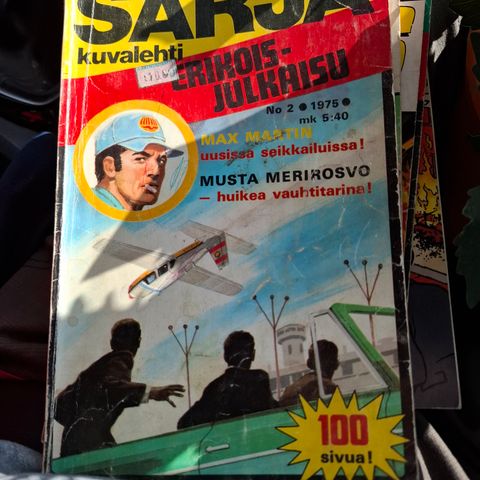 SARJA
kuvalehti
ERIKOIS-
JULKAISU
No 2 ● 1975 ●
mk 5:40
MAX MARTIN
uusissa seikkailuissa!
MUSTA MERIROSVO
– huikea vauhtitarina!
100
sivua!